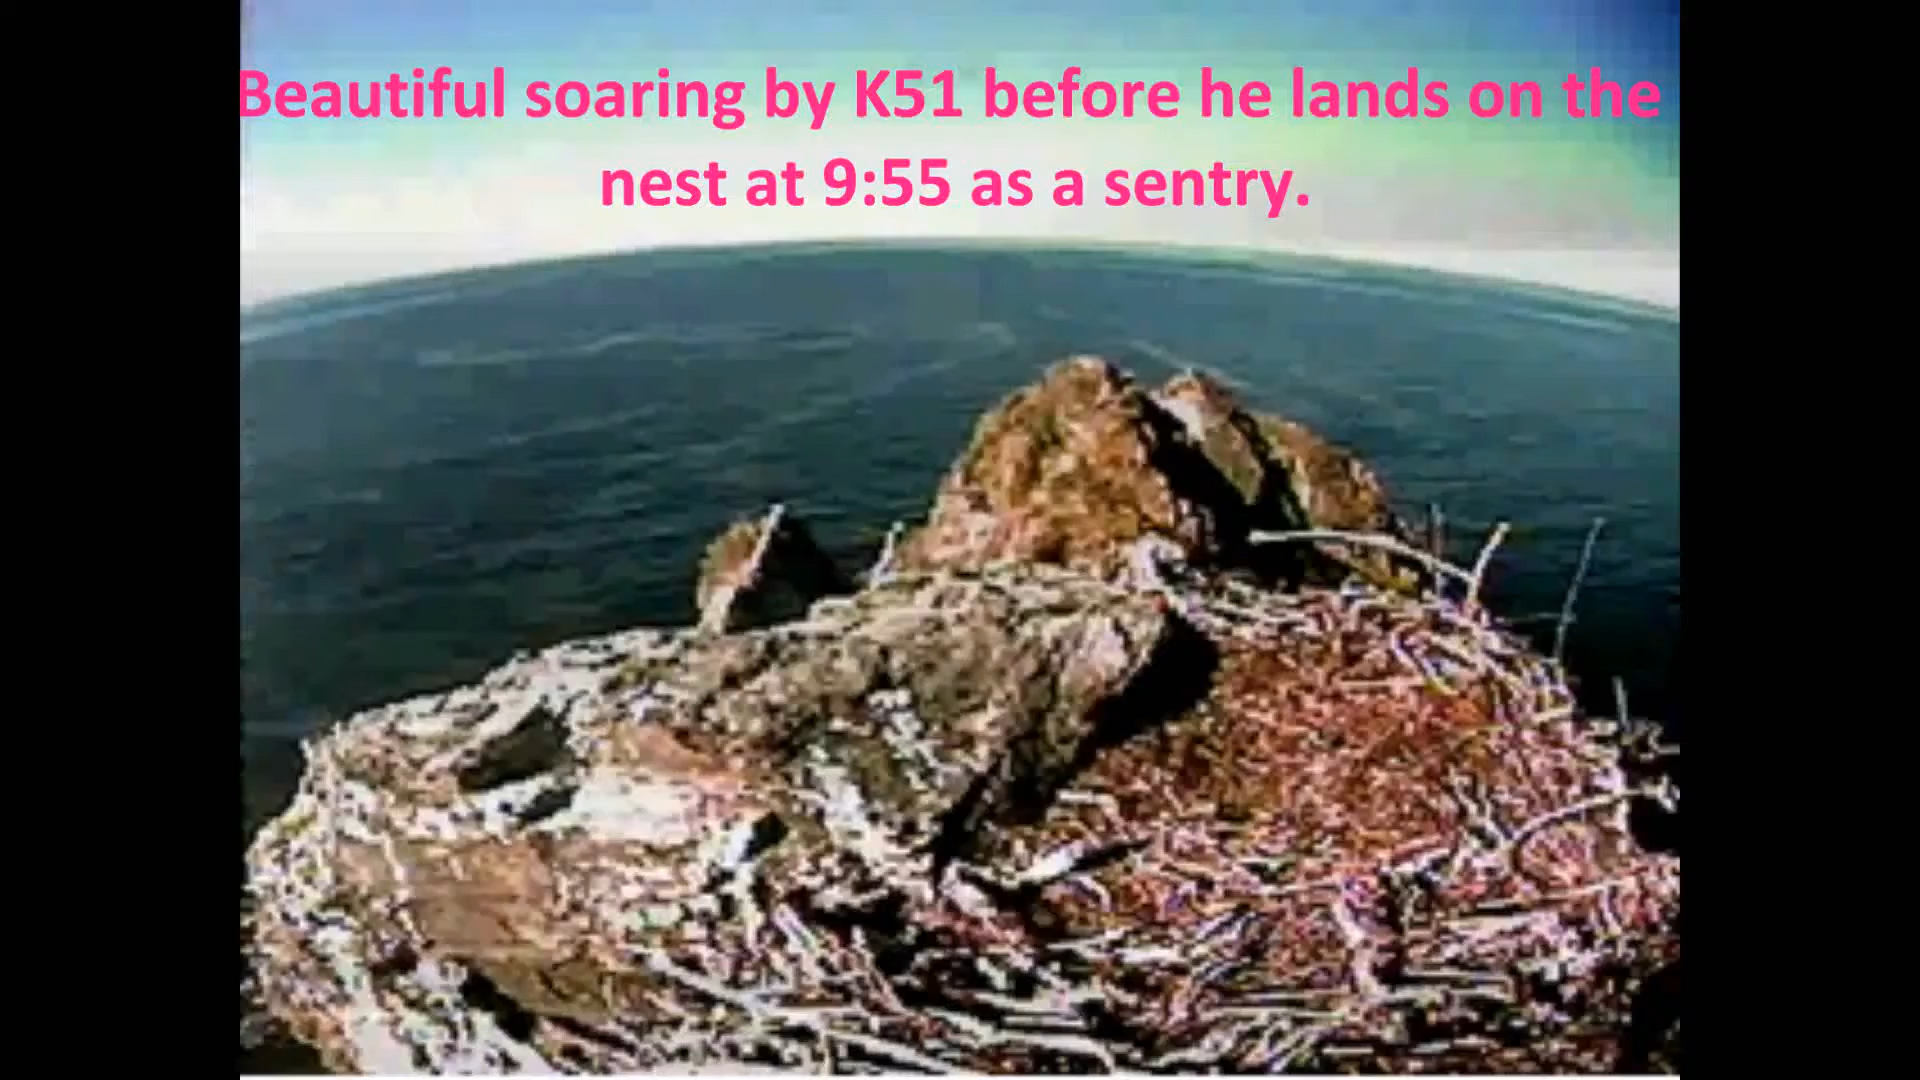 Beautiful soaring by K51 before he lands on the
nest at 9:55 as a sentry.